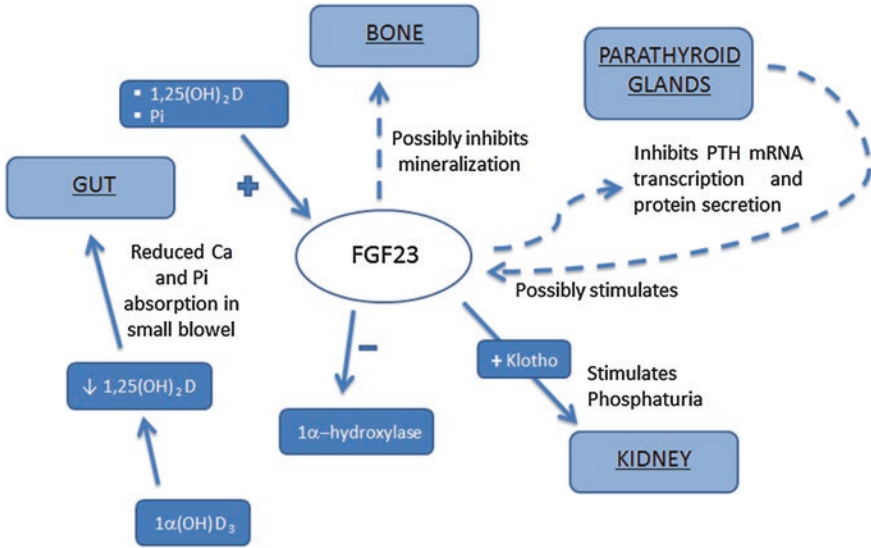 BONE
PARATHYROID
GLANDS
▪ 1,25(OH)₂D
▪ Pi
Possibly inhibits
mineralization
Inhibits PTH mRNA
transcription and
protein secretion
GUT
+
FGF23
Reduced Ca
and Pi
absorption in
small blowel
Possibly stimulates
–
+ Klotho
Stimulates
Phosphaturia
↓ 1,25(OH)₂D
1α–hydroxylase
KIDNEY
1α(OH)D₃